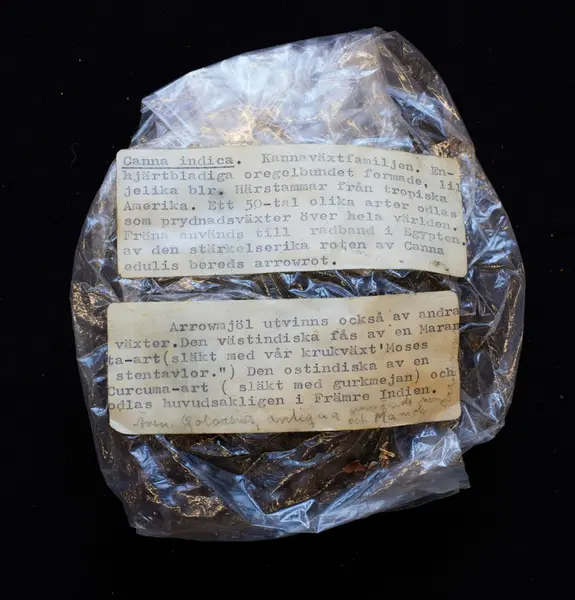 Canna indica. Kannaväxtfamiljen. En-
hjärtbladiga oregelbundet formade, lil
jelika blr. Härstammar från tropiska
Amerika. Ett 50-tal olika arter odlas
som prydnadsväxter över hela världen.
Fröna används till radband i Egypten.
av den stärkelserika roten av Canna
edulis bereds arrowrot.
Arrowmjöl utvinns också av andra
växter.Den västindiska fås av en Maran
ta-art(släkt med vår krukväxt'Moses
stentavlor.") Den ostindiska av en
Curcuma-art ( släkt med gurkmejan) och
odlas huvudsakligen i Främre Indien.
Även
och